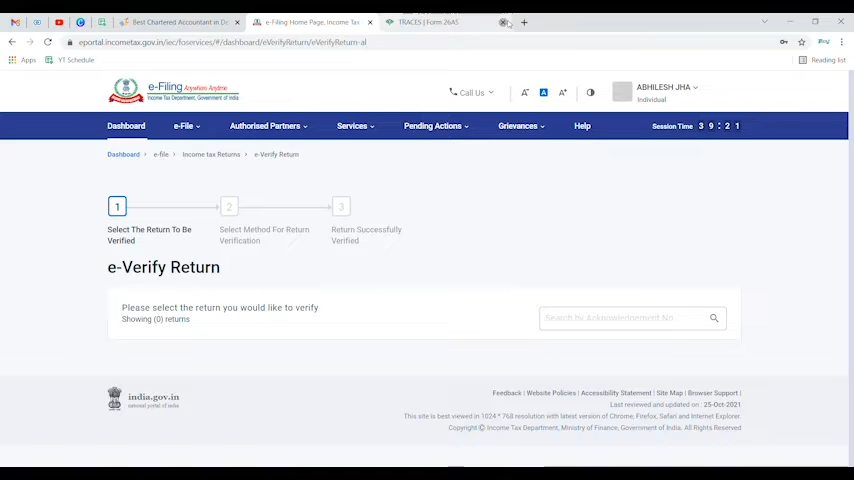 Best Chartered Accountant in De
e-Filing Home Page, Income Tax
TRACES | Form 26AS
eportal.incometax.gov.in/iec/foservices/#/dashboard/eVerifyReturn/eVerifyReturn-al
Apps
YT Schedule
Reading list
e-Filing Anywhere Anytime
Income Tax Department, Government of India
Call Us
A-
A
A+
ABHILESH JHA
Individual
Dashboard e-File Authorised Partners Services Pending Actions Grievances Help Session Time 3 9 : 2 1
Dashboard > e-file > Income tax Returns > e-Verify Return
1 2 3
Select The Return To Be Verified
Select Method For Return Verification
Return Successfully Verified
e-Verify Return
Please select the return you would like to verify
Showing (0) returns
Search by Acknowledgement No.
india.gov.in
national portal of india
Feedback | Website Policies | Accessibility Statement | Site Map | Browser Support |
Last reviewed and updated on : 25-Oct-2021
This site is best viewed in 1024 * 768 resolution with latest version of Chrome, Firefox, Safari and Internet Explorer.
Copyright © Income Tax Department, Ministry of Finance, Government of India. All Rights Reserved